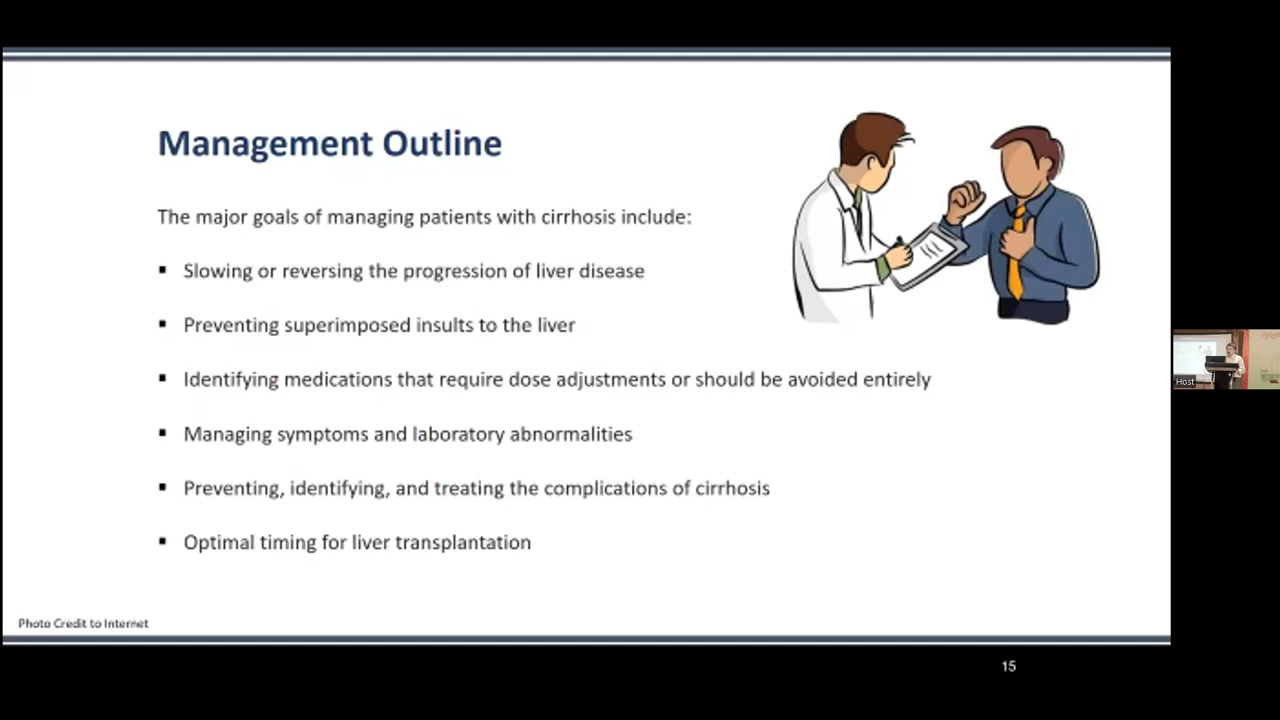 Management Outline
The major goals of managing patients with cirrhosis include:
▪ Slowing or reversing the progression of liver disease
▪ Preventing superimposed insults to the liver
▪ Identifying medications that require dose adjustments or should be avoided entirely
▪ Managing symptoms and laboratory abnormalities
▪ Preventing, identifying, and treating the complications of cirrhosis
▪ Optimal timing for liver transplantation
Photo Credit to Internet
15
Host